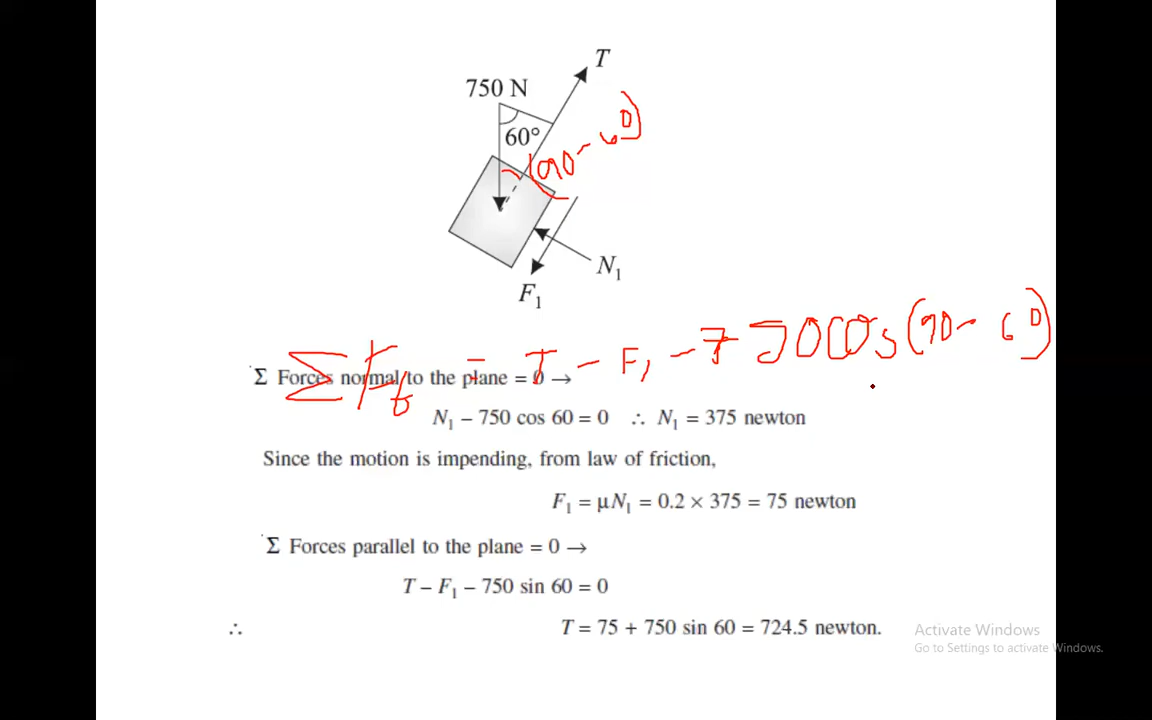 T
750 N
60°
(90 - 60)
N₁
F₁
T - F₁ - 750 cos (90 - 60)
Σ Forces normal to the plane = 0 →
N₁ – 750 cos 60 = 0 ∴ N₁ = 375 newton
Since the motion is impending, from law of friction,
F₁ = μN₁ = 0.2 × 375 = 75 newton
Σ Forces parallel to the plane = 0 →
T – F₁ – 750 sin 60 = 0
∴ T = 75 + 750 sin 60 = 724.5 newton.
Activate Windows
Go to Settings to activate Windows.